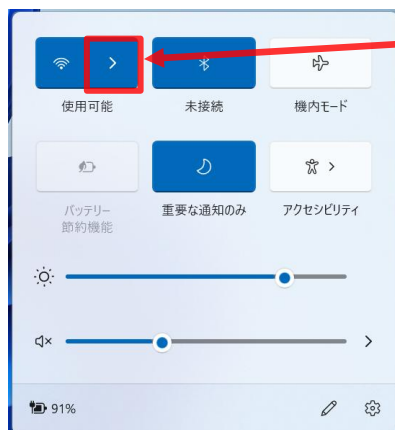 使用可能
未接続
機内モード
バッテリー
節約機能
重要な通知のみ
アクセシビリティ
91%